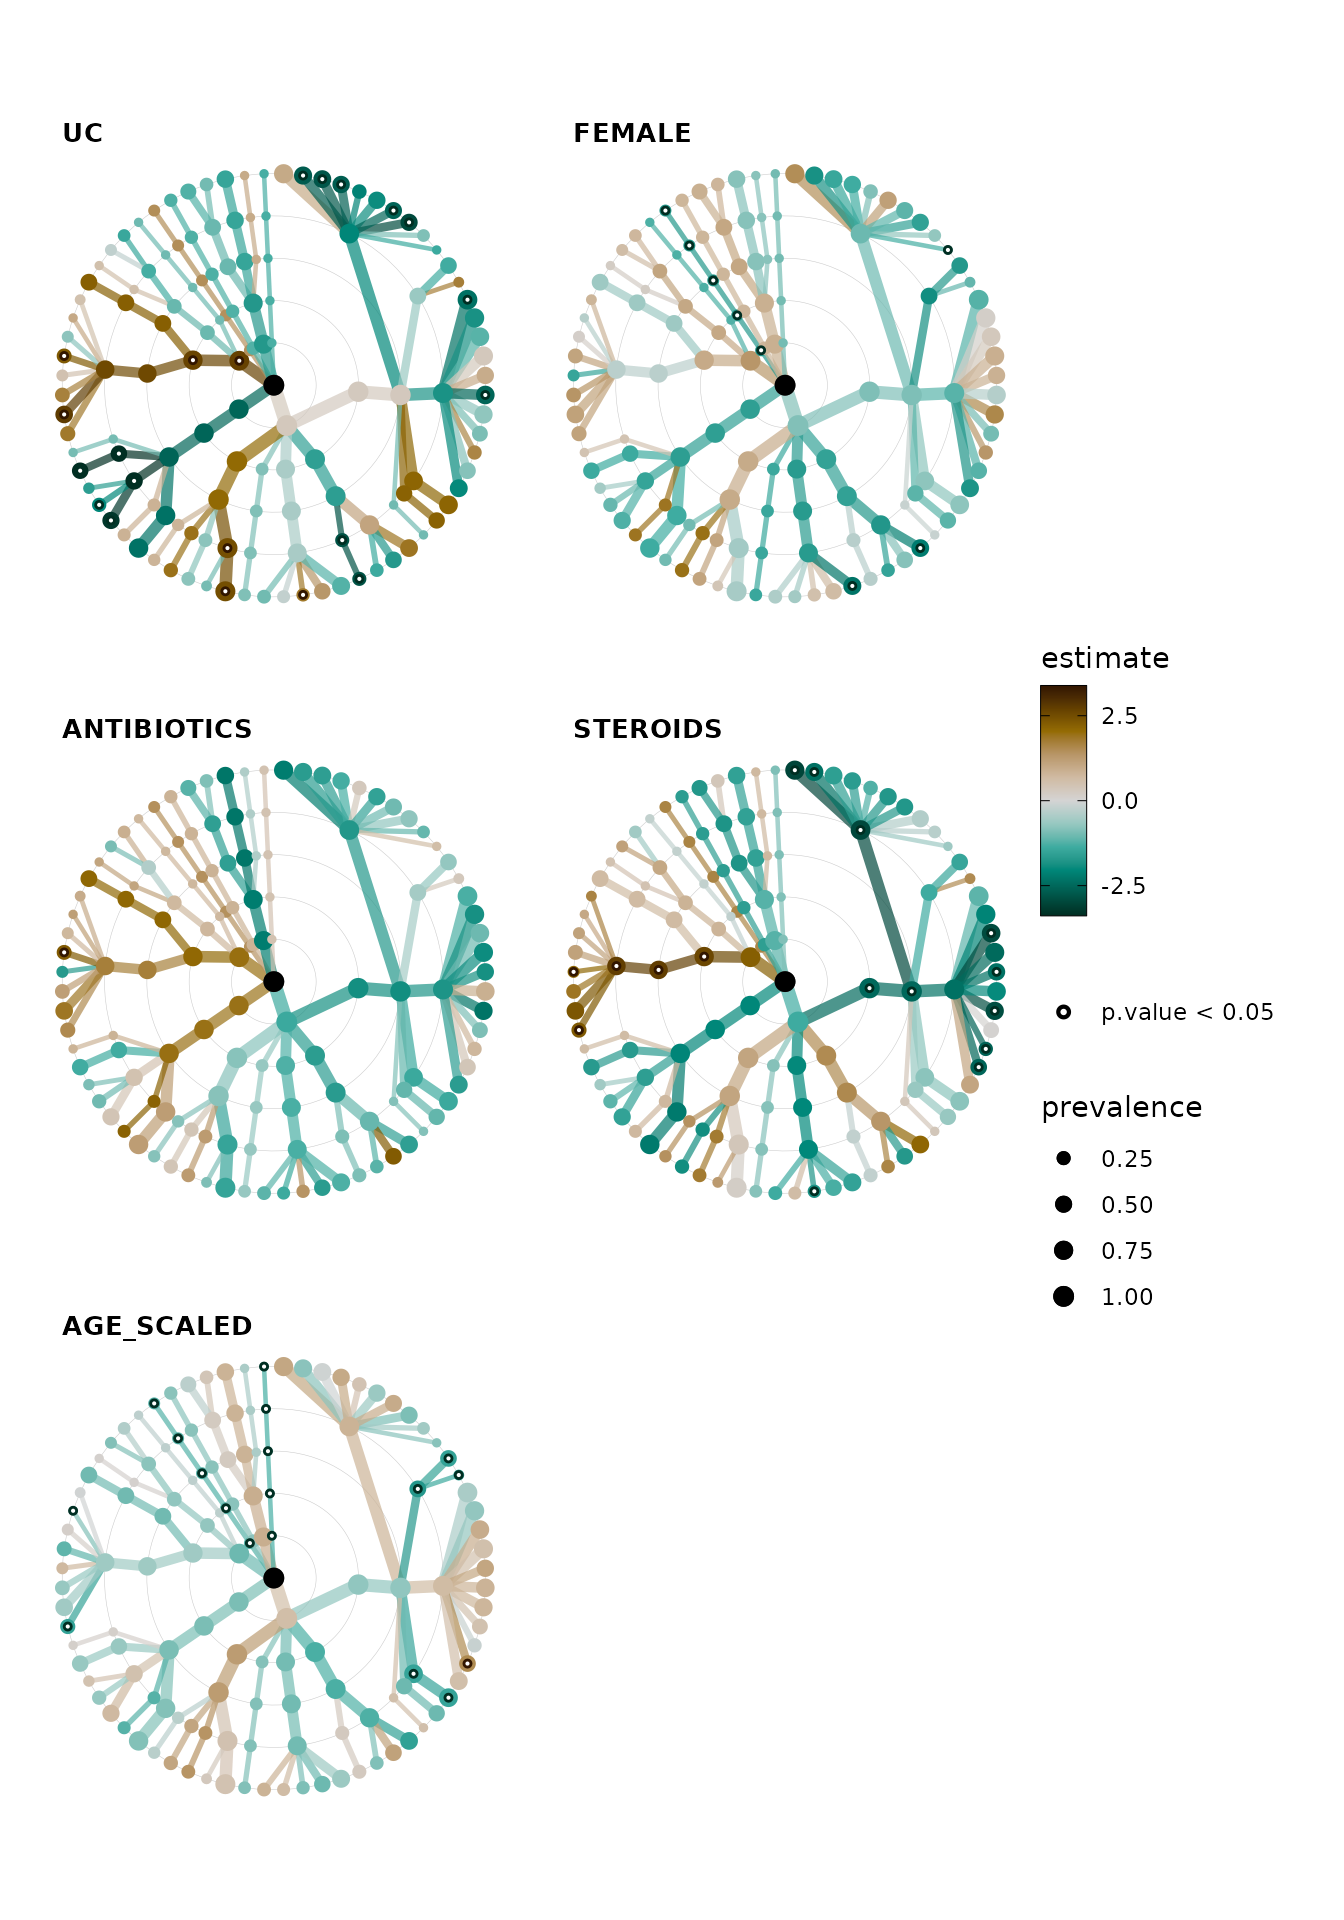 UC
FEMALE
estimate
2.5
0.0
-2.5
ANTIBIOTICS
STEROIDS
p.value < 0.05
prevalence
0.25
0.50
0.75
1.00
AGE_SCALED